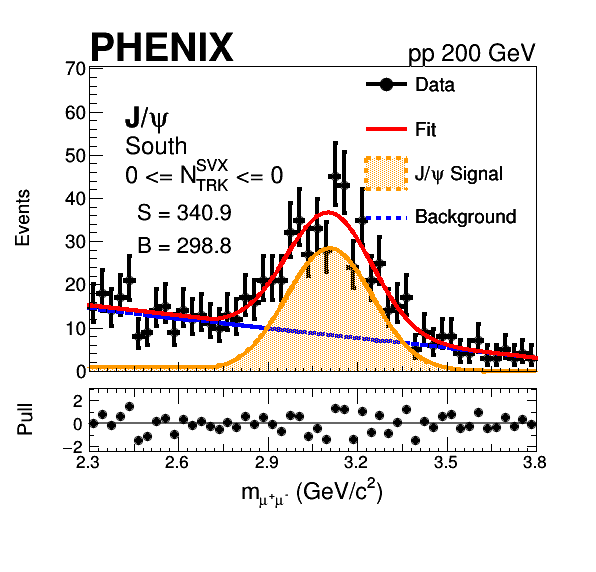 PHENIX pp 200 GeV
70
60
50
40
30
20
10
0
Events
J/ψ
South
0 <= N^SVX_TRK <= 0
S = 340.9
B = 298.8
Data
Fit
J/ψ Signal
Background
2
0
−2
Pull
2.3 2.6 2.9 3.2 3.5 3.8
m_μ⁺μ⁻ (GeV/c²)